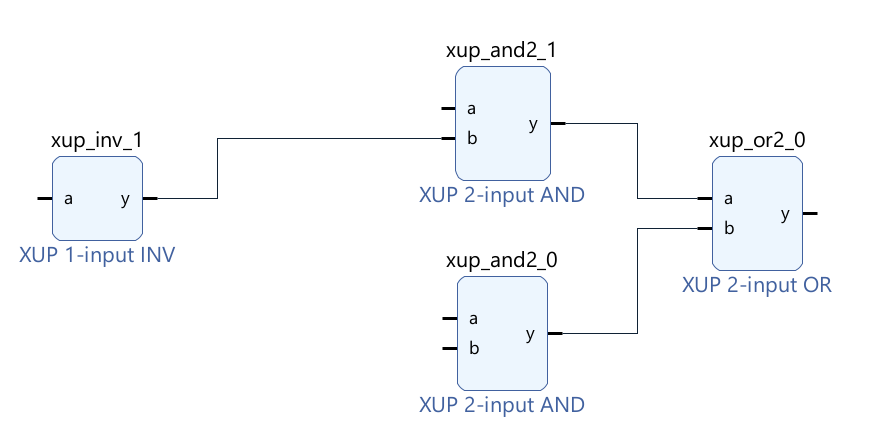 xup_and2_1
a
b
y
XUP 2-input AND
xup_inv_1
a
y
XUP 1-input INV
xup_or2_0
a
b
y
XUP 2-input OR
xup_and2_0
a
b
y
XUP 2-input AND